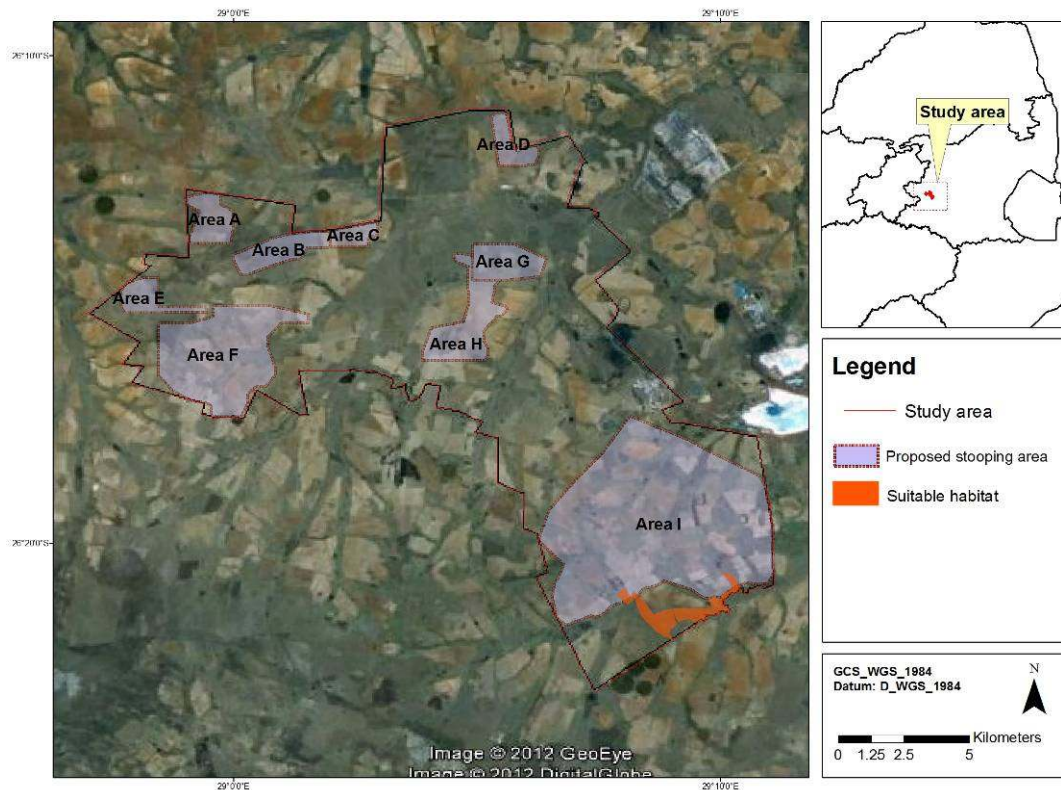 29°0'0"E
29°10'0"E
26°10'0"S
26°20'0"S
Area A
Area B
Area C
Area D
Area E
Area F
Area G
Area H
Area I
Image © 2012 GeoEye
Image © 2012 DigitalGlobe
29°0'0"E
29°10'0"E
Study area
Legend
Study area
Proposed stooping area
Suitable habitat
GCS_WGS_1984
Datum: D_WGS_1984
N
Kilometers
0 1.25 2.5 5